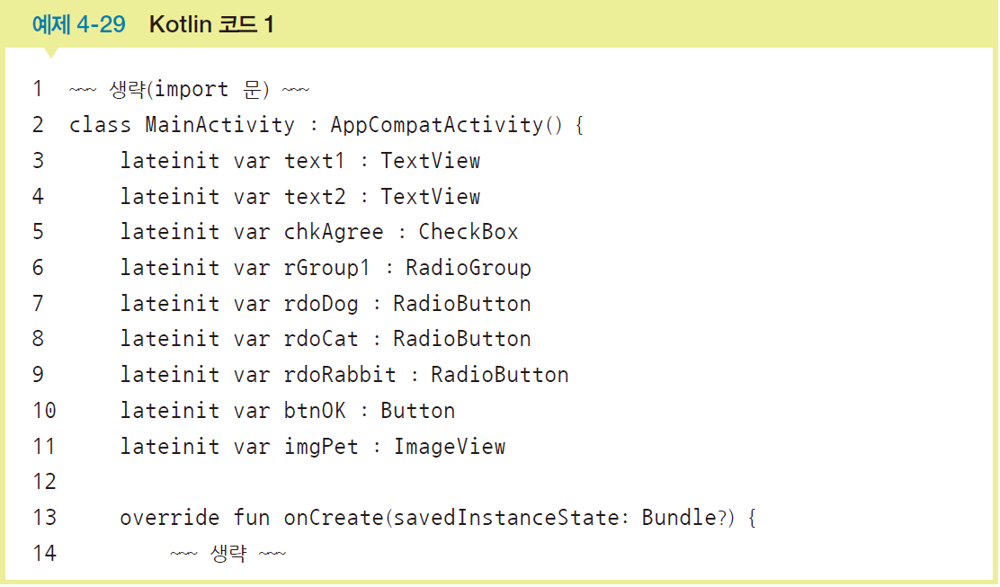 예제 4-29 Kotlin 코드 1
1 ~~~ 생략(import 문) ~~~
2 class MainActivity : AppCompatActivity() {
3 lateinit var text1 : TextView
4 lateinit var text2 : TextView
5 lateinit var chkAgree : CheckBox
6 lateinit var rGroup1 : RadioGroup
7 lateinit var rdoDog : RadioButton
8 lateinit var rdoCat : RadioButton
9 lateinit var rdoRabbit : RadioButton
10 lateinit var btnOK : Button
11 lateinit var imgPet : ImageView
12
13 override fun onCreate(savedInstanceState: Bundle?) {
14 ~~~ 생략 ~~~